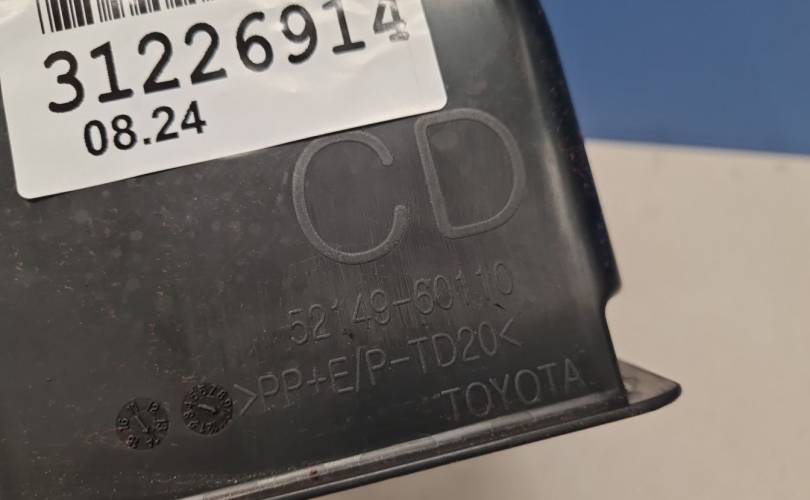 31226914
08.24
CD
52149-60110
>PP+E/P-TD20<
TOYOTA